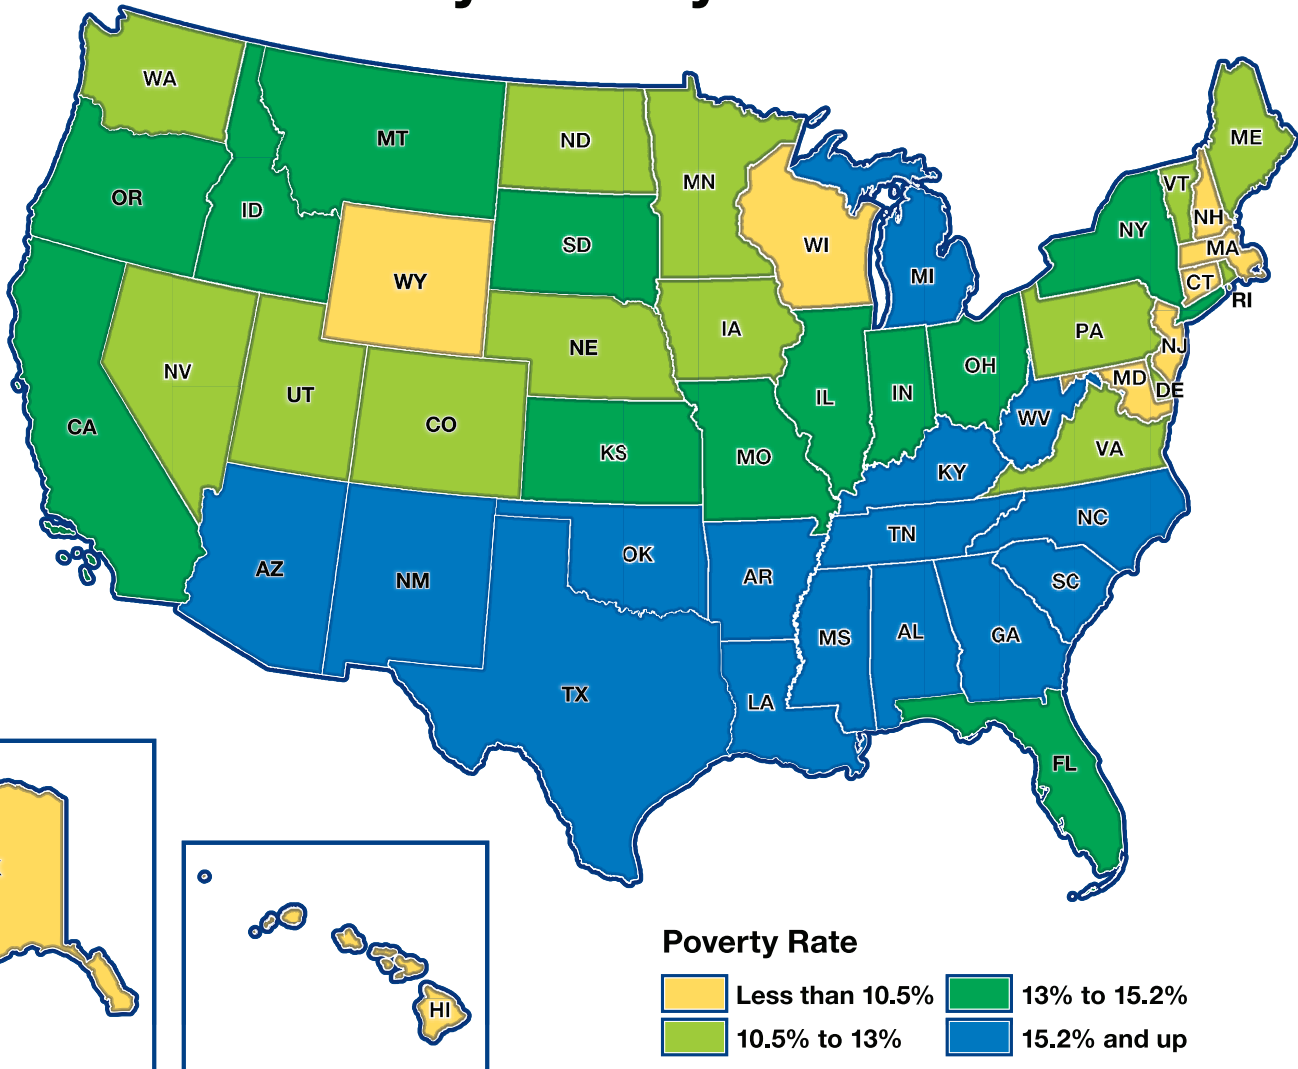 WA
MT
ND
MN
ME
VT
NH
OR
ID
SD
WI
MI
NY
MA
CT
RI
WY
NE
IA
PA
NJ
NV
UT
CO
IL
IN
OH
MD
DE
WV
VA
CA
KS
MO
KY
AZ
NM
OK
AR
TN
NC
SC
MS
AL
GA
TX
LA
FL
HI
Poverty Rate
Less than 10.5%
13% to 15.2%
10.5% to 13%
15.2% and up